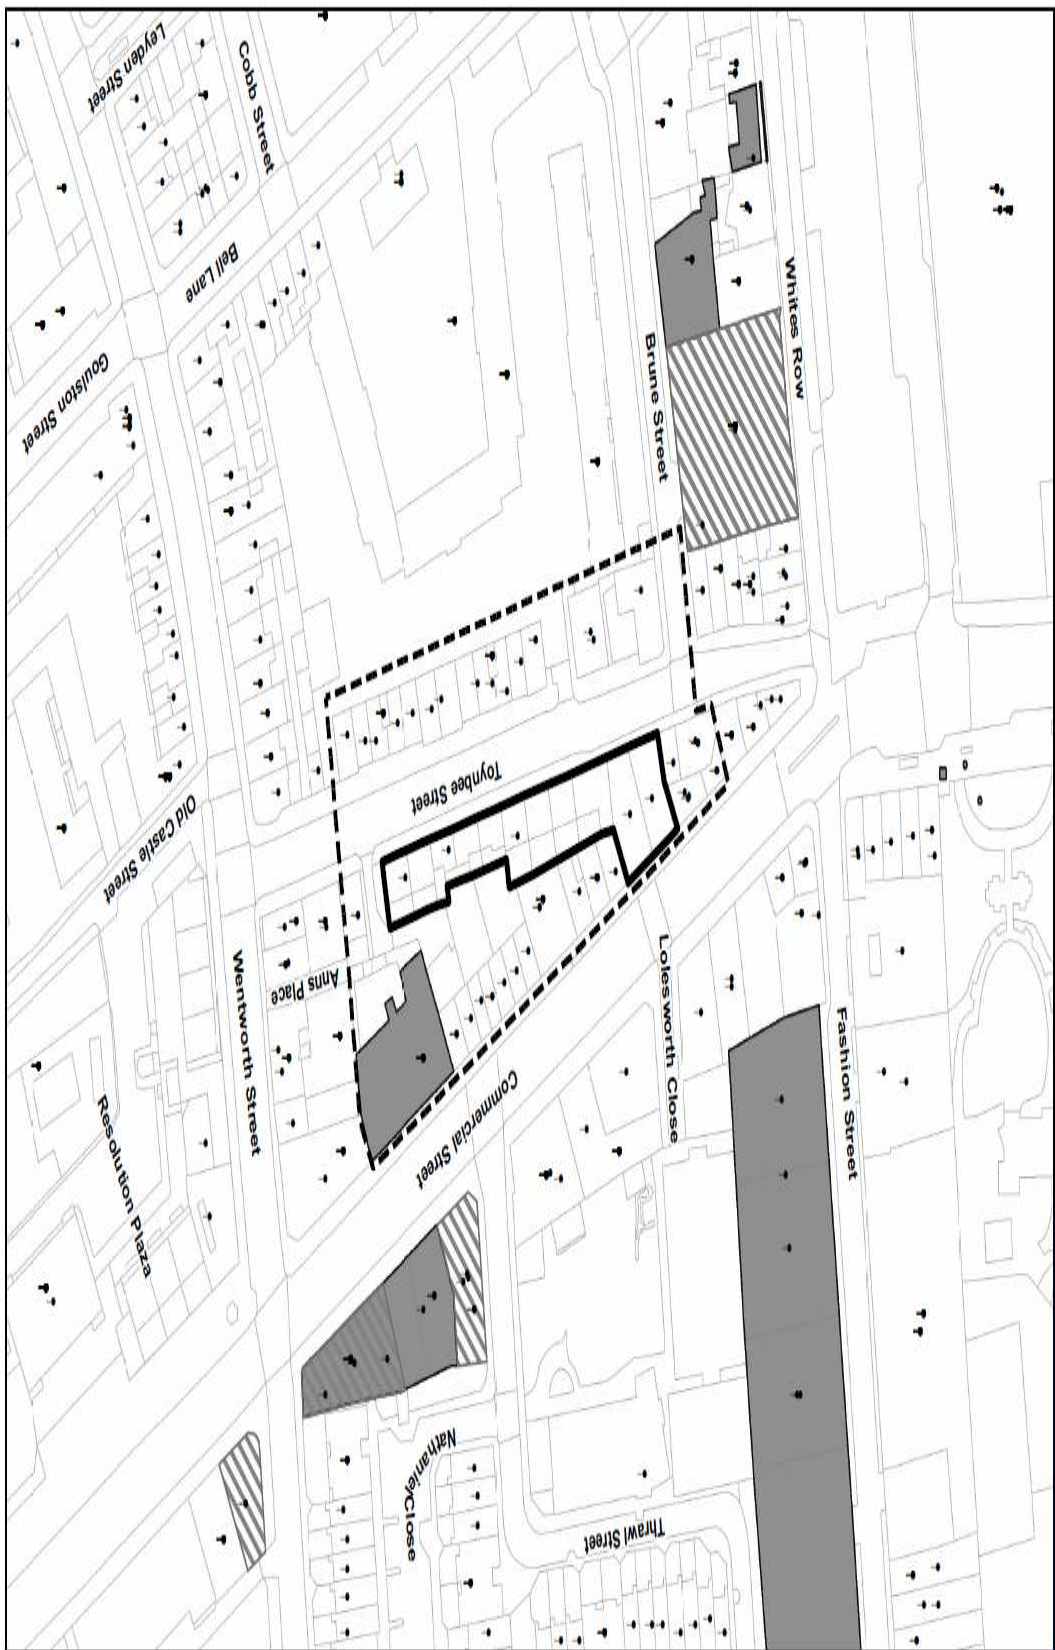 Leyden Street
Cobb Street
Bell Lane
Goulston Street
Whites Row
Brune Street
Toynbee Street
Old Castle Street
Anns Place
Wentworth Street
Lolesworth Close
Fashion Street
Commercial Street
Resolution Plaza
Nathaniel Close
Thrawl Street